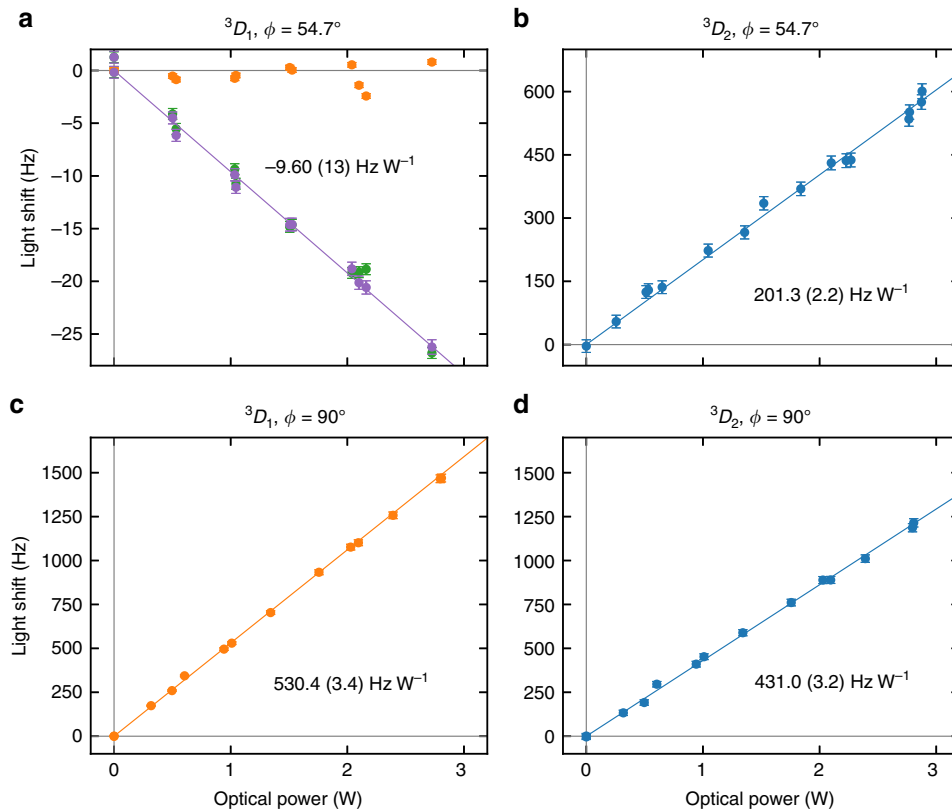 a
³D₁, ϕ = 54.7°
0
−5
−10
−15
−20
−25
Light shift (Hz)
−9.60 (13) Hz W⁻¹
b
³D₂, ϕ = 54.7°
600
450
300
150
0
201.3 (2.2) Hz W⁻¹
c
³D₁, ϕ = 90°
1500
1250
1000
750
500
250
0
Light shift (Hz)
530.4 (3.4) Hz W⁻¹
0 1 2 3
Optical power (W)
d
³D₂, ϕ = 90°
1500
1250
1000
750
500
250
0
431.0 (3.2) Hz W⁻¹
0 1 2 3
Optical power (W)